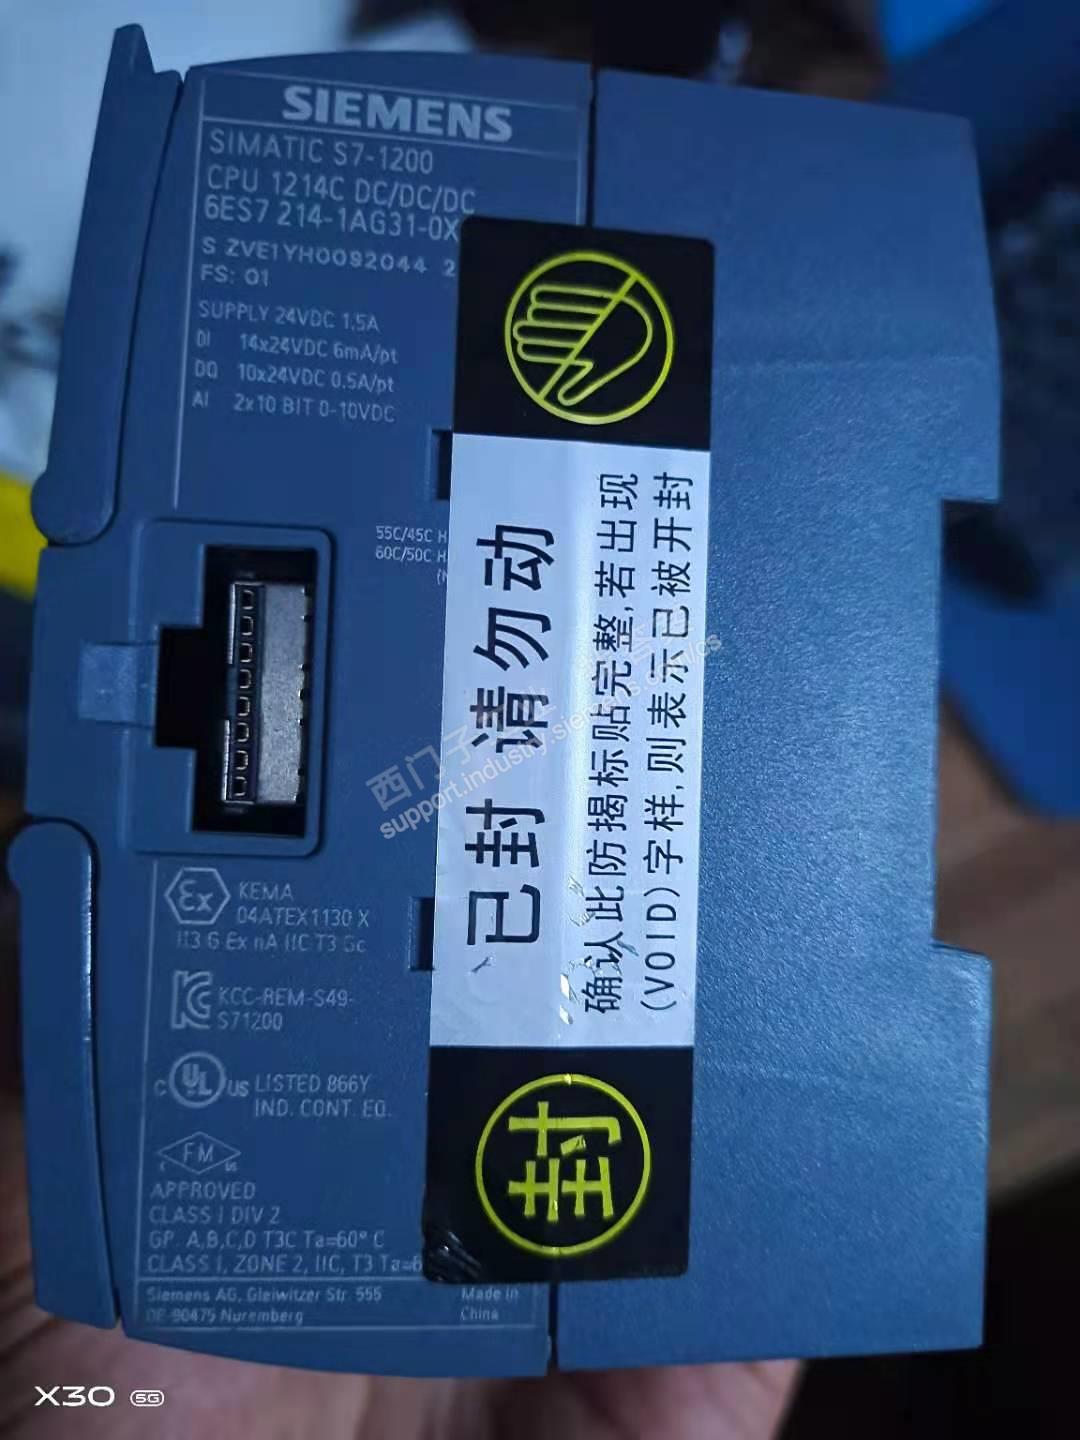 SIEMENS
SIMATIC S7-1200
CPU 1214C DC/DC/DC
6ES7 214-1AG31-0X
S ZVE1YH0092044 2
FS: 01
SUPPLY 24VDC 1.5A
DI 14x24VDC 6mA/pt
DQ 10x24VDC 0.5A/pt
AI 2x10 BIT 0-10VDC
55C/45C H
60C/50C H
已封 请勿动
确认此防揭标贴完整,若出现
(VOID)字样,则表示已被开封
封
西门子
support.industry.siemens.com/cs
Ex
KEMA
04ATEX1130 X
II 3 G Ex nA IIC T3 Gc
KCC-REM-S49-
S71200
c UL US LISTED 866Y
IND. CONT. EQ.
FM
APPROVED
CLASS I DIV 2
GP. A,B,C,D T3C Ta=60° C
CLASS I, ZONE 2, IIC, T3 Ta=6
Siemens AG, Gleiwitzer Str. 555
DE-90475 Nuremberg
Made in
China
X30 5G